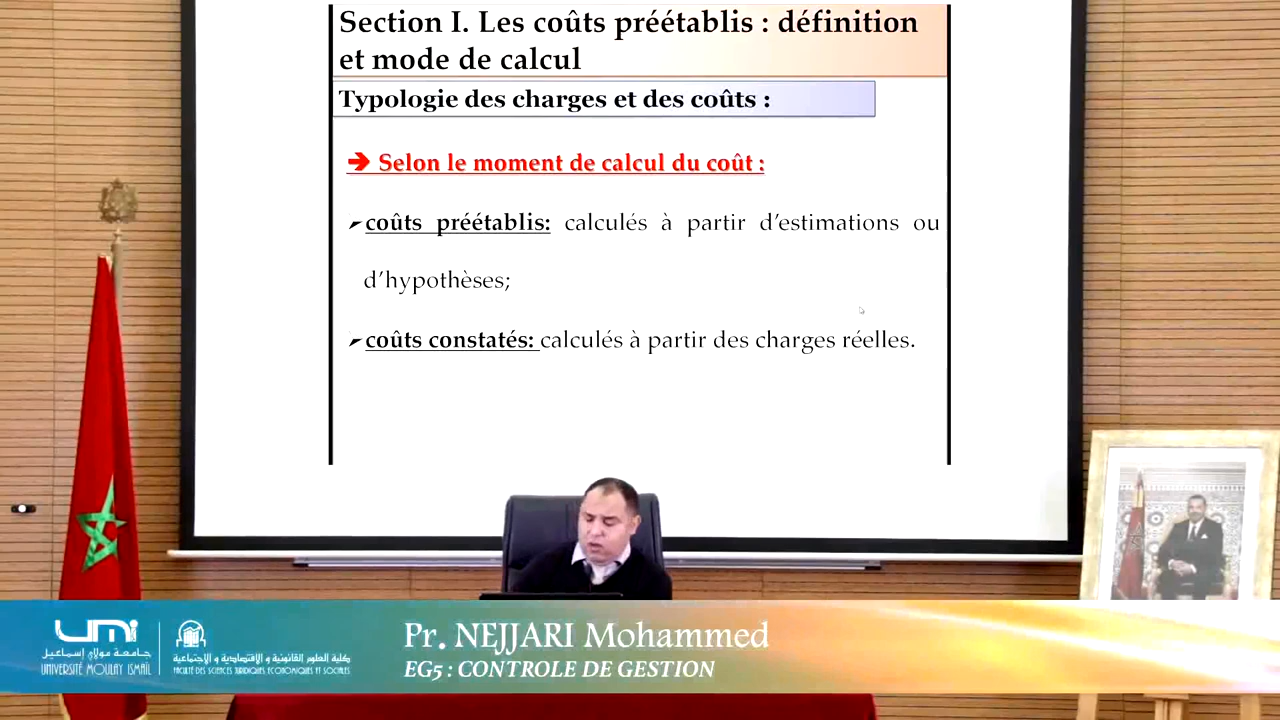 Section I. Les coûts préétablis : définition
et mode de calcul
Typologie des charges et des coûts :
➔ Selon le moment de calcul du coût :
➢coûts préétablis: calculés à partir d’estimations ou
d’hypothèses;
➢coûts constatés: calculés à partir des charges réelles.
umi
جامعة مولاي إسماعيل
UNIVERSITÉ MOULAY ISMAÏL
كلية العلوم القانونية و الاقتصادية و الاجتماعية
FACULTÉ DES SCIENCES JURIDIQUES ECONOMIQUES ET SOCIALES
Pr. NEJJARI Mohammed
EG5 : CONTROLE DE GESTION